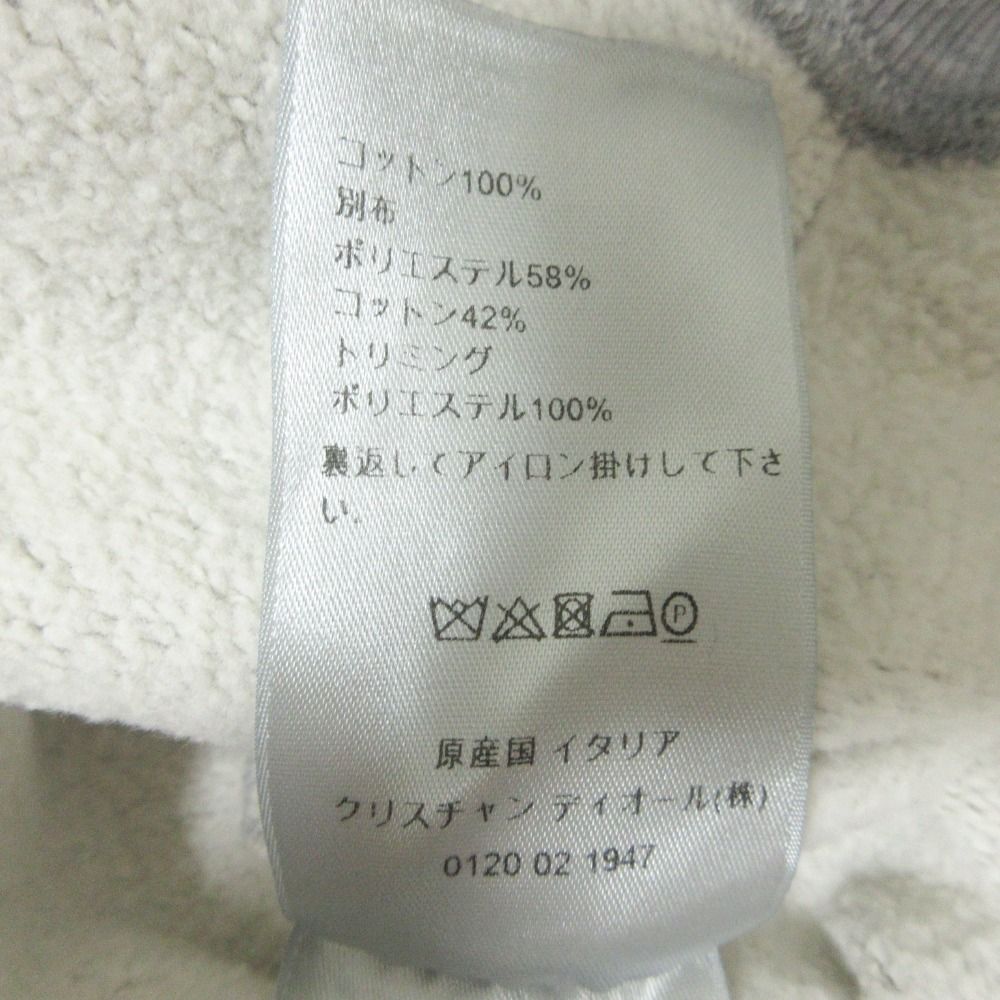 コットン100%
別布
ポリエステル58%
コットン42%
トリミング
ポリエステル100%
裏返してアイロン掛けして下さ
い.
P
原産国 イタリア
クリスチャン ディオール(株)
0120 02 1947